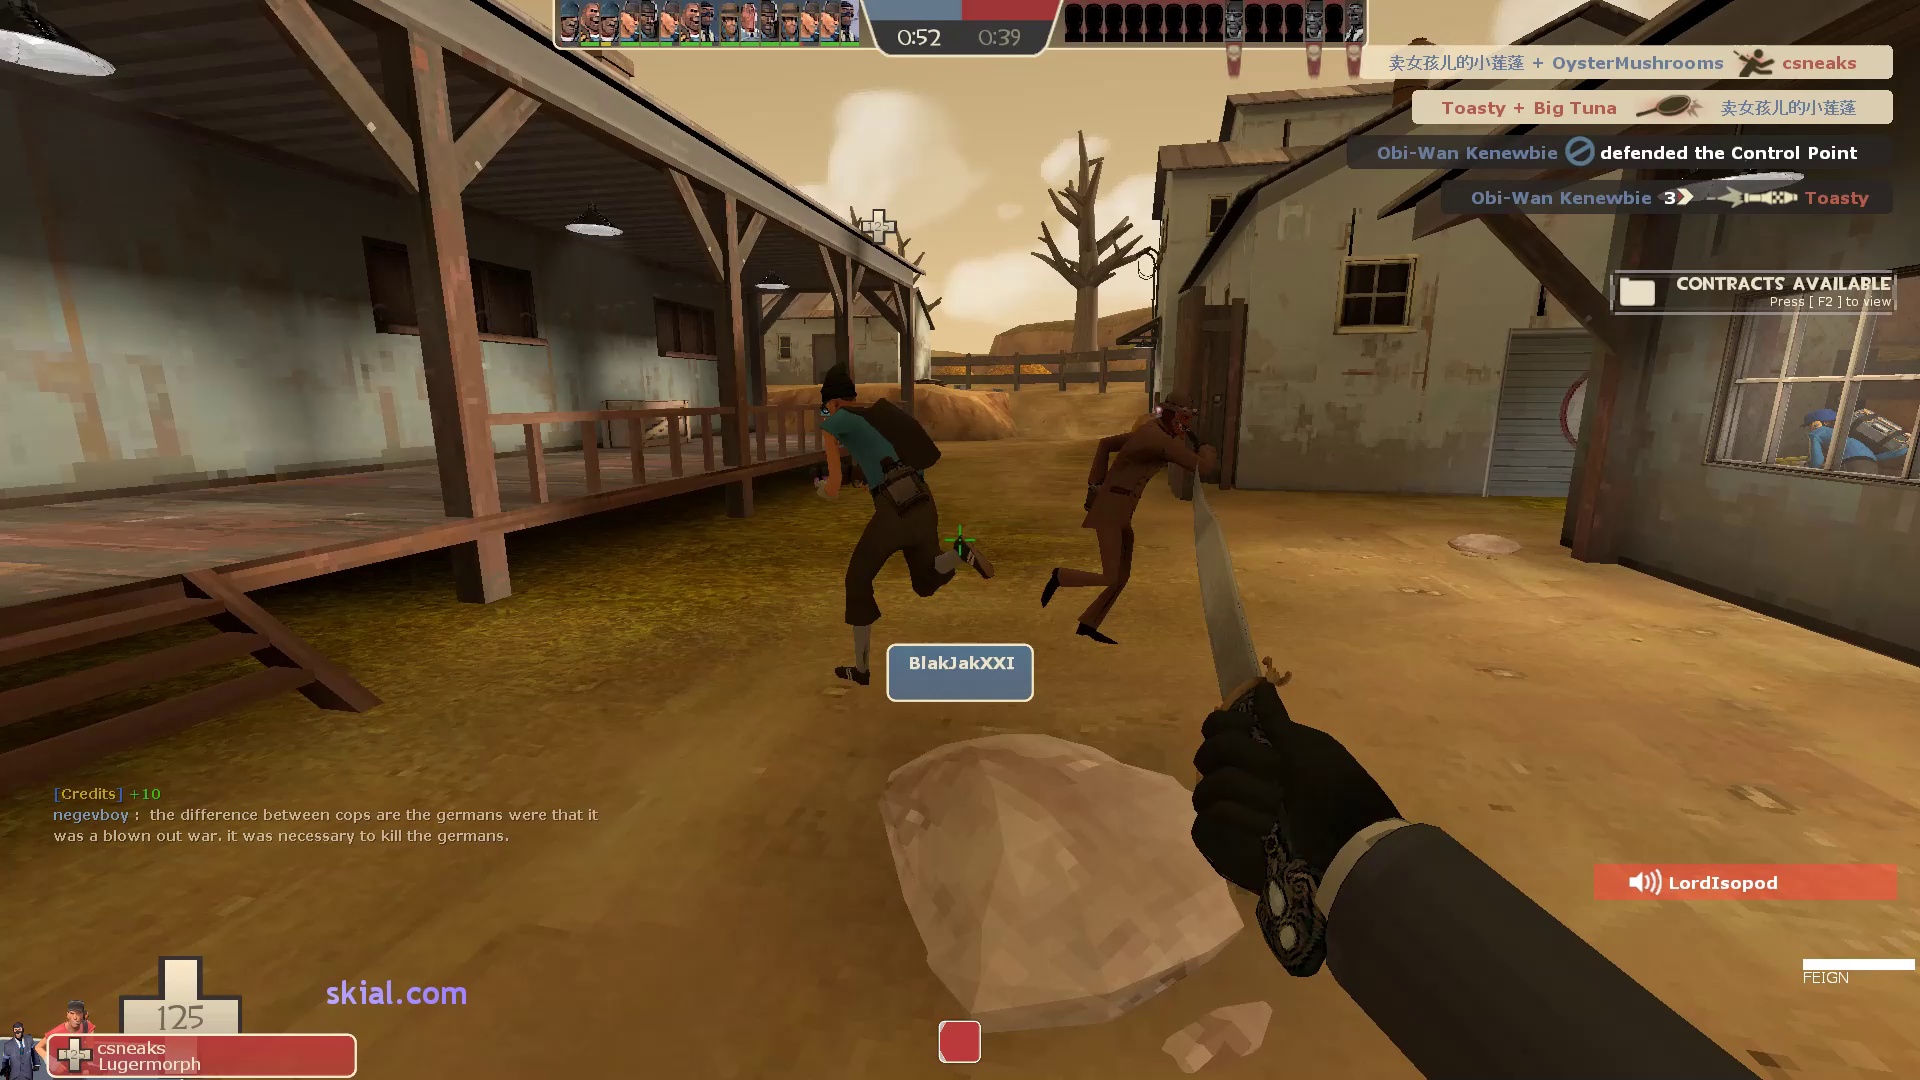 0:52
0:39
卖女孩儿的小莲蓬 + OysterMushrooms csneaks
Toasty + Big Tuna 卖女孩儿的小莲蓬
Obi-Wan Kenewbie defended the Control Point
Obi-Wan Kenewbie 3 Toasty
125
CONTRACTS AVAILABLE
Press [ F2 ] to view
BlakJakXXI
[Credits] +10
negevboy : the difference between cops are the germans were that it
was a blown out war. it was necessary to kill the germans.
LordIsopod
FEIGN
skial.com
125
125
csneaks
Lugermorph